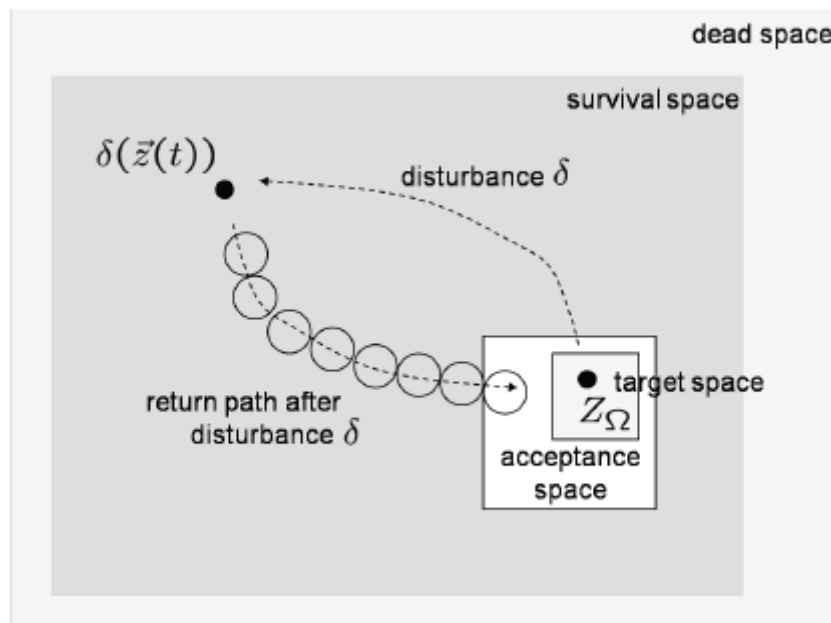 dead space
survival space
δ(z⃗(t))
disturbance δ
target space
Z_Ω
return path after
disturbance δ
acceptance
space